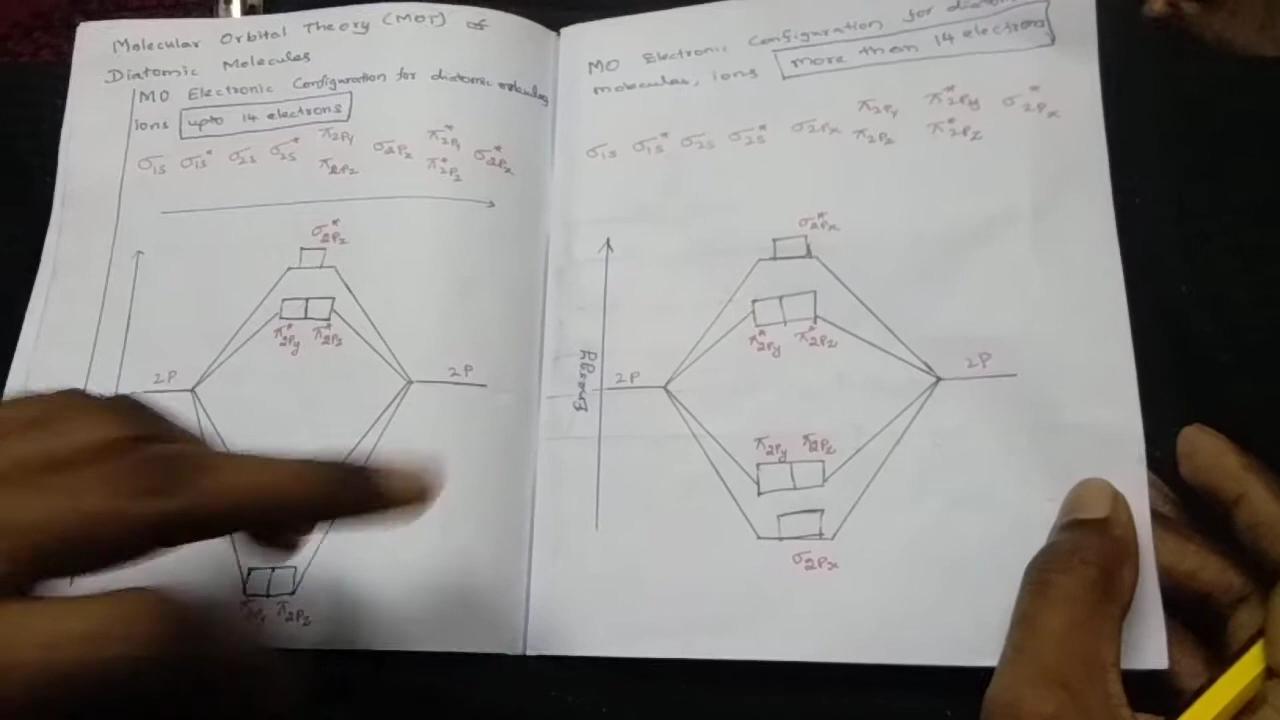 Molecular Orbital Theory (MOT) of
Diatomic Molecules
MO Electronic Configuration for diatomic molecules
ions upto 14 electrons
π2Py π*2Py
σ1s σ1s* σ2s σ2s* σ2Px σ*2Px
π2Pz π*2Pz
σ*2Px
π*2Py π*2Pz
2P 2P
π2Py π2Pz
MO Electronic Configuration for
molecules, ions more than 14 electrons
π2Py π*2Py σ*2Px
σ1s σ1s* σ2s σ2s* σ2Px π2Pz π*2Pz
σ*2Px
π*2Py π*2Pz
Energy
2P 2P
π2Py π2Pz
σ2Px